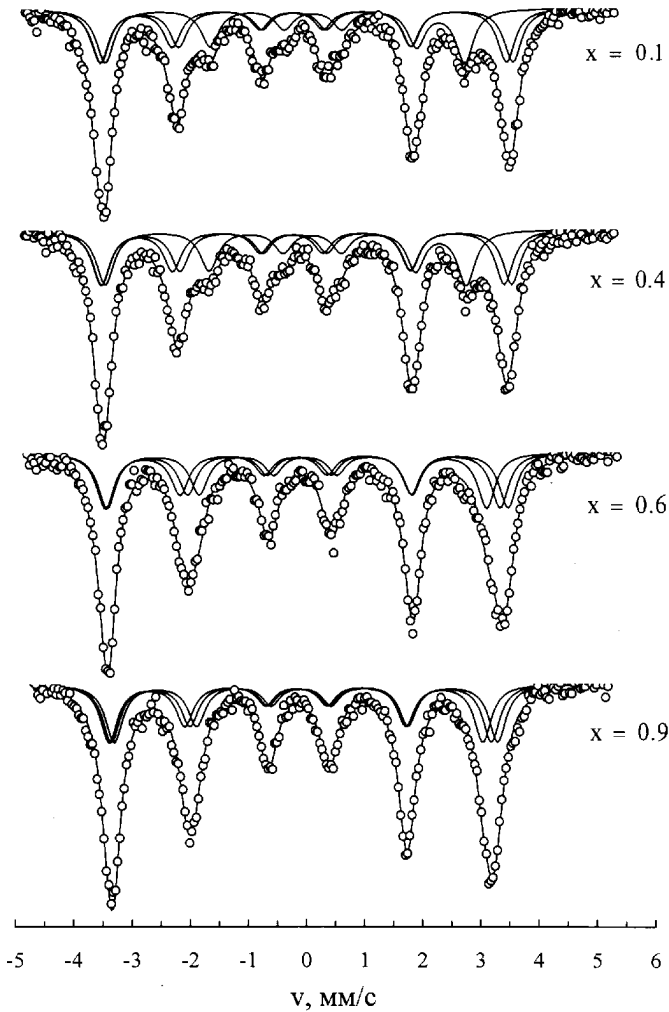 x = 0.1
x = 0.4
x = 0.6
x = 0.9
-5 -4 -3 -2 -1 0 1 2 3 4 5 6
v, мм/с